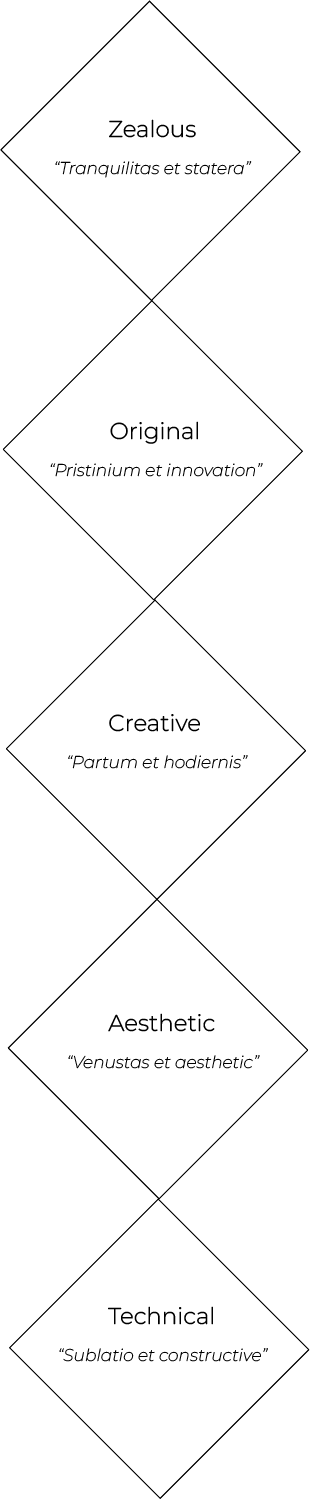 Zealous
“Tranquilitas et statera”
Original
“Pristinium et innovation”
Creative
“Partum et hodiernis”
Aesthetic
“Venustas et aesthetic”
Technical
“Sublatio et constructive”